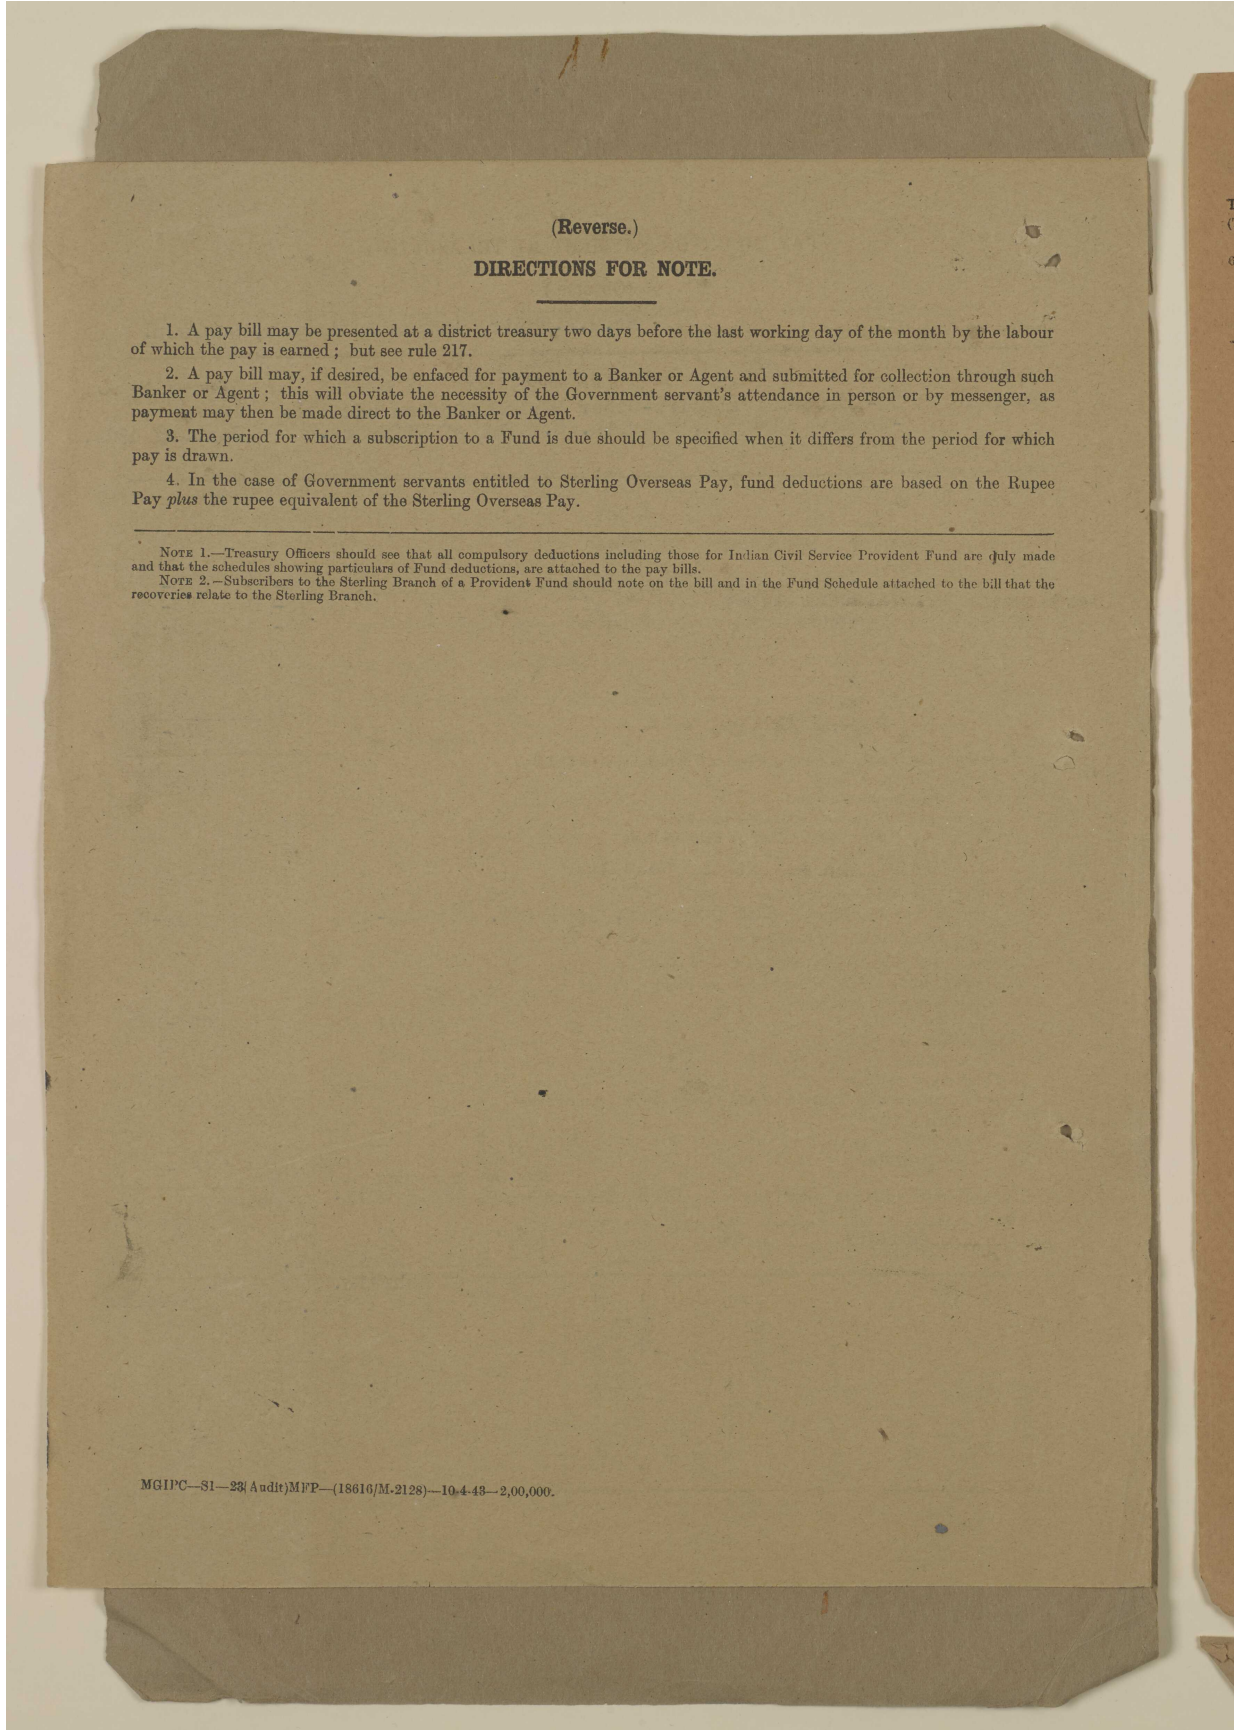 (Reverse.)
DIRECTIONS FOR NOTE.
1. A pay bill may be presented at a district treasury two days before the last working day of the month by the labour
of which the pay is earned ; but see rule 217.
2. A pay bill may, if desired, be enfaced for payment to a Banker or Agent and submitted for collection through such
Banker or Agent ; this will obviate the necessity of the Government servant's attendance in person or by messenger, as
payment may then be made direct to the Banker or Agent.
3. The period for which a subscription to a Fund is due should be specified when it differs from the period for which
pay is drawn.
4. In the case of Government servants entitled to Sterling Overseas Pay, fund deductions are based on the Rupee
Pay plus the rupee equivalent of the Sterling Overseas Pay.
NOTE 1.—Treasury Officers should see that all compulsory deductions including those for Indian Civil Service Provident Fund are duly made
and that the schedules showing particulars of Fund deductions, are attached to the pay bills.
NOTE 2.—Subscribers to the Sterling Branch of a Provident Fund should note on the bill and in the Fund Schedule attached to the bill that the
recoveries relate to the Sterling Branch.
MGIPC—S1—23(Audit)MFP—(18616/M-2128)—10-4-43—2,00,000.